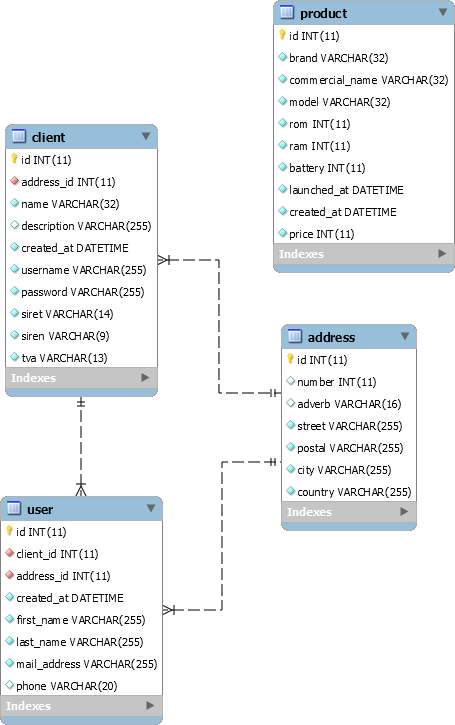 product
id INT(11)
brand VARCHAR(32)
commercial_name VARCHAR(32)
model VARCHAR(32)
rom INT(11)
ram INT(11)
battery INT(11)
launched_at DATETIME
created_at DATETIME
price INT(11)
Indexes
client
id INT(11)
address_id INT(11)
name VARCHAR(32)
description VARCHAR(255)
created_at DATETIME
username VARCHAR(255)
password VARCHAR(255)
siret VARCHAR(14)
siren VARCHAR(9)
tva VARCHAR(13)
Indexes
address
id INT(11)
number INT(11)
adverb VARCHAR(16)
street VARCHAR(255)
postal VARCHAR(255)
city VARCHAR(255)
country VARCHAR(255)
Indexes
user
id INT(11)
client_id INT(11)
address_id INT(11)
created_at DATETIME
first_name VARCHAR(255)
last_name VARCHAR(255)
mail_address VARCHAR(255)
phone VARCHAR(20)
Indexes